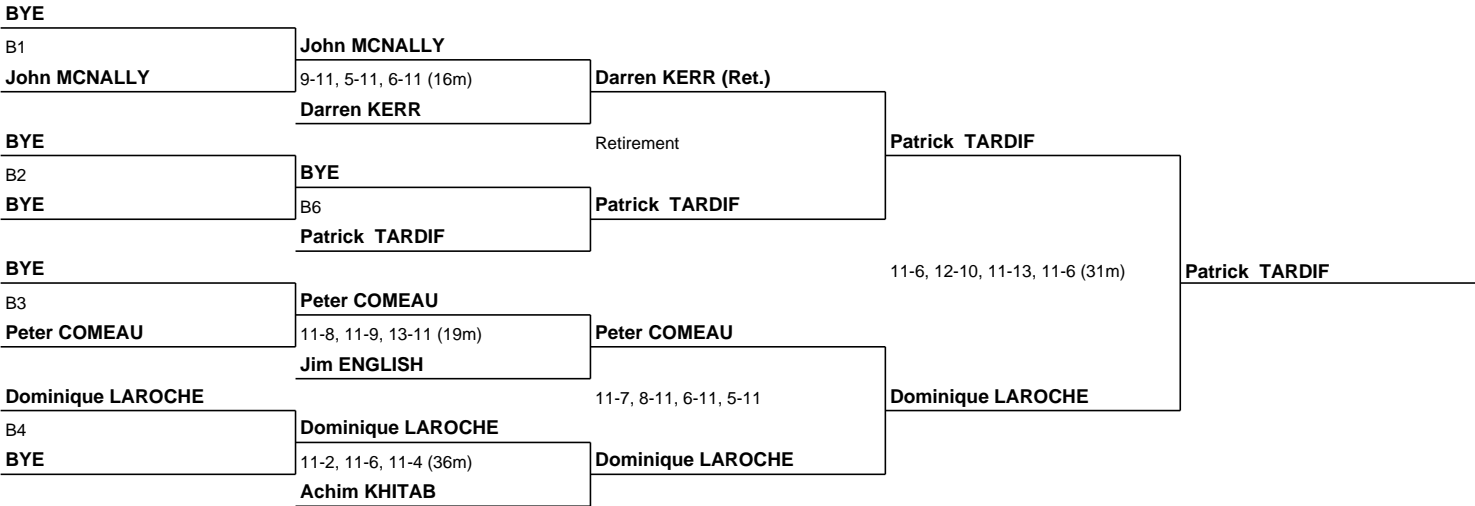 BYE
B1
John MCNALLY
John MCNALLY
9-11, 5-11, 6-11 (16m)
Darren KERR
Darren KERR (Ret.)
Retirement
Patrick  TARDIF
BYE
B2
BYE
BYE
B6
Patrick  TARDIF
Patrick  TARDIF
11-6, 12-10, 11-13, 11-6 (31m)
Patrick  TARDIF
BYE
B3
Peter COMEAU
Peter COMEAU
11-8, 11-9, 13-11 (19m)
Jim ENGLISH
Peter COMEAU
11-7, 8-11, 6-11, 5-11
Dominique LAROCHE
Dominique LAROCHE
B4
BYE
Dominique LAROCHE
11-2, 11-6, 11-4 (36m)
Achim KHITAB
Dominique LAROCHE